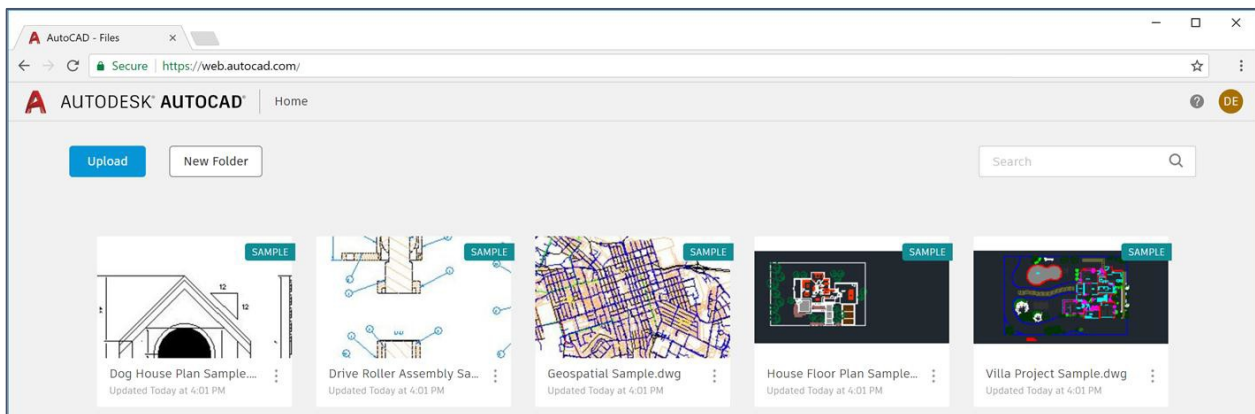 AutoCAD - Files
Secure https://web.autocad.com/
AUTODESK® AUTOCAD® Home
DE
Upload New Folder Search
SAMPLE SAMPLE SAMPLE SAMPLE SAMPLE
12
12
Dog House Plan Sample.... Drive Roller Assembly Sa... Geospatial Sample.dwg House Floor Plan Sample... Villa Project Sample.dwg
Updated Today at 4:01 PM Updated Today at 4:01 PM Updated Today at 4:01 PM Updated Today at 4:01 PM Updated Today at 4:01 PM